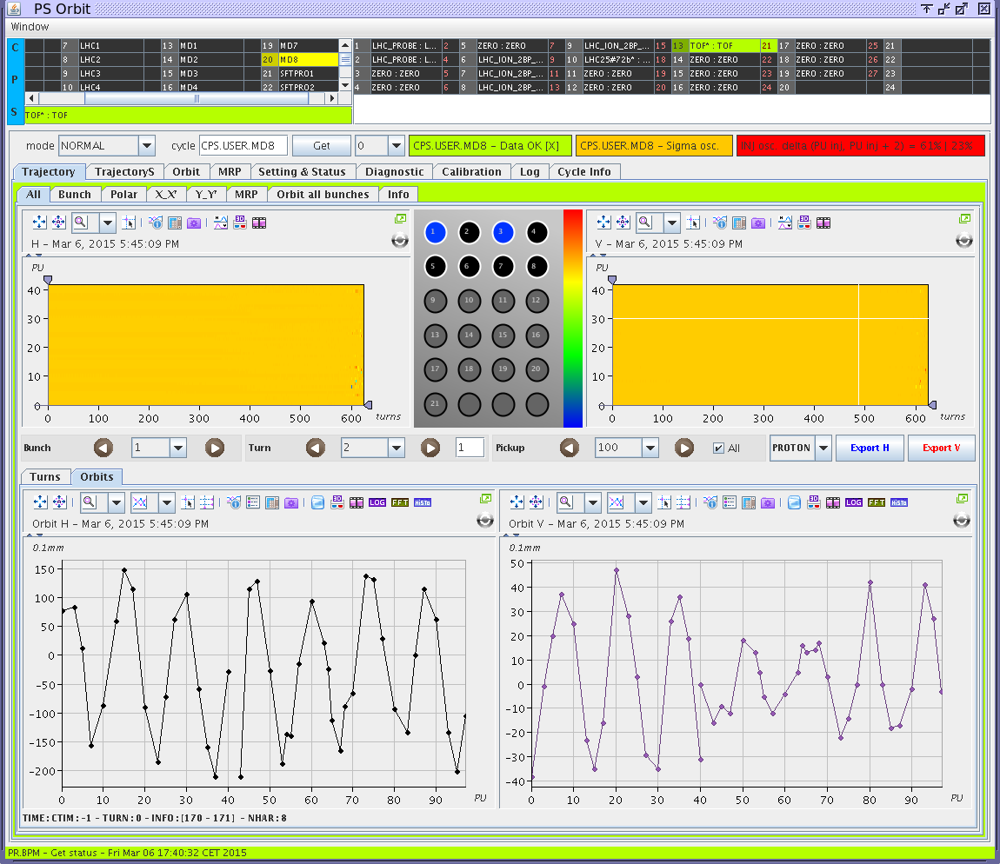 PS Orbit
Window
C 7 LHC1 13 MD1 19 MD7 1 LHC_PROBE : L... 2 5 ZERO : ZERO 7 9 LHC_ION_2BP_... 15 13 TOF* : TOF 21 17 ZERO : ZERO 25 21
8 LHC2 14 MD2 20 MD8 2 LHC_PROBE : L... 4 6 LHC_ION_2BP_... 9 10 LHC25#72b* : ... 18 14 ZERO : ZERO 22 18 ZERO : ZERO 26 22
P 9 LHC3 15 MD3 21 SFTPRO1 3 ZERO : ZERO 5 7 LHC_ION_2BP_... 11 11 ZERO : ZERO 19 15 ZERO : ZERO 23 19 ZERO : ZERO 27 23
10 LHC4 16 MD4 22 SFTPRO2 4 ZERO : ZERO 6 8 LHC_ION_2BP_... 13 12 ZERO : ZERO 20 16 ZERO : ZERO 24 20 24
S TOF* : TOF
mode NORMAL cycle CPS.USER.MD8 Get 0 CPS.USER.MD8 - Data OK [X] CPS.USER.MD8 - Sigma osc.
Trajectory TrajectoryS Orbit MRP Setting & Status Diagnostic Calibration Log Cycle Info
All Bunch Polar X_X' Y_Y' MRP Orbit all bunches Info
H - Mar 6, 2015 5:45:09 PM
PU
40
30
20
10
0
0 100 200 300 400 500 600 turns
1 2 3 4
5 6 7 8
9 10 11 12
13 14 15 16
17 18 19 20
21
V - Mar 6, 2015 5:45:09 PM
PU
40
30
20
10
0
0 100 200 300 400 500 600 turns
Bunch 1 Turn 2 1 Pickup 100 All PROTON Export H Export V
Turns Orbits
3D LOG FFT HISTO
Orbit H - Mar 6, 2015 5:45:09 PM
0.1mm
150
100
50
0
-50
-100
-150
-200
0 10 20 30 40 50 60 70 80 90 PU
3D LOG FFT HISTO
Orbit V - Mar 6, 2015 5:45:09 PM
0.1mm
50
40
30
20
10
0
-10
-20
-30
-40
0 10 20 30 40 50 60 70 80 90 PU
TIME : CTIM : -1 - TURN : 0 - INFO : [170 - 171] - NHAR : 8
PR.BPM - Get status - Fri Mar 06 17:40:32 CET 2015